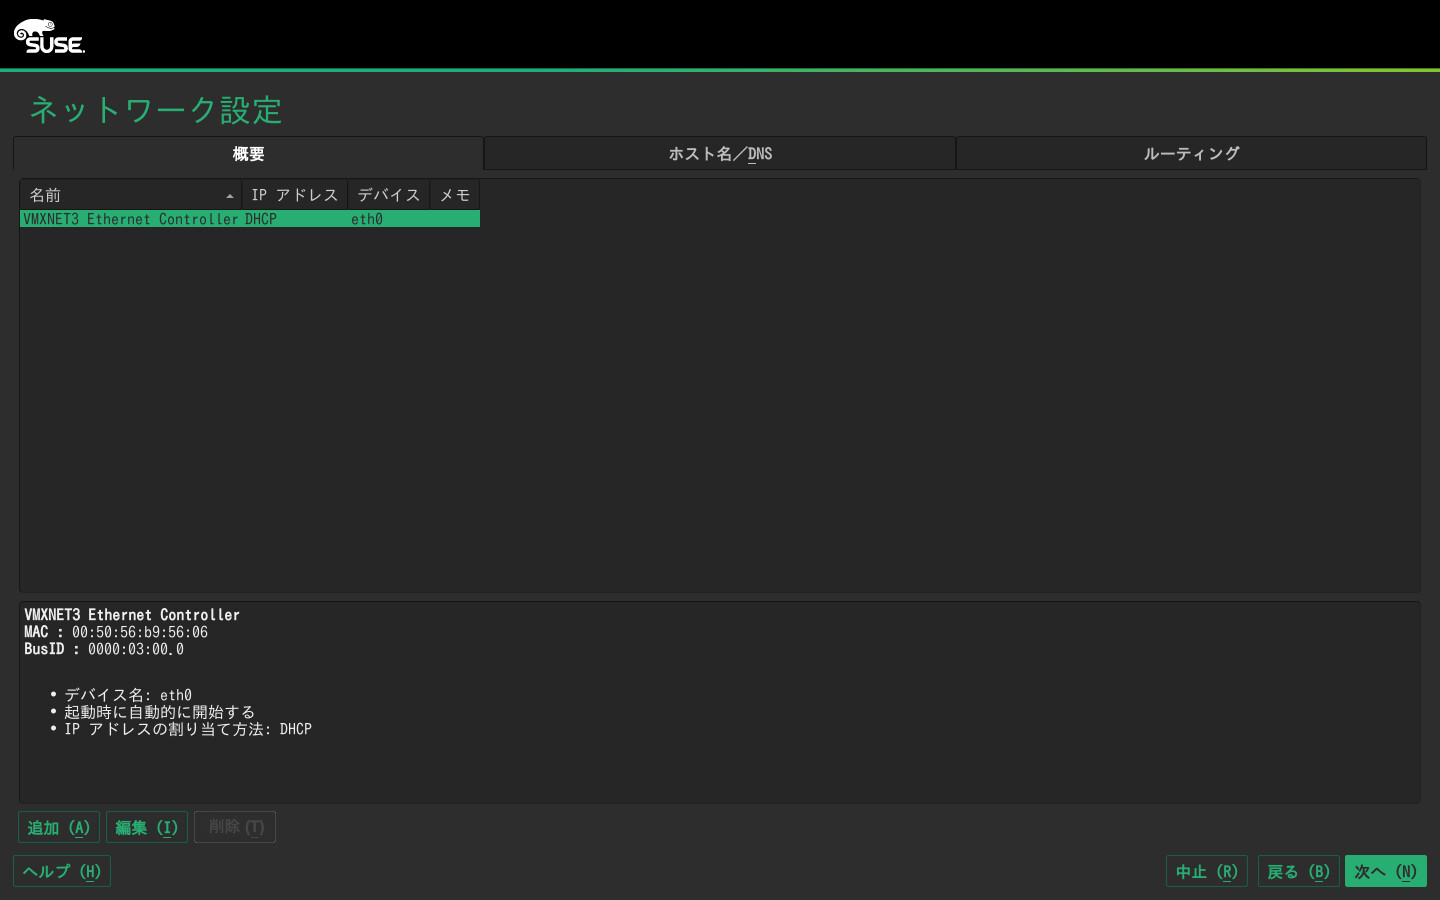 SUSE.
ネットワーク設定
概要 ホスト名／DNS ルーティング
名前 IP アドレス デバイス メモ
VMXNET3 Ethernet Controller DHCP eth0
VMXNET3 Ethernet Controller
MAC : 00:50:56:b9:56:06
BusID : 0000:03:00.0
• デバイス名: eth0
• 起動時に自動的に開始する
• IP アドレスの割り当て方法: DHCP
追加 (A) 編集 (I) 削除 (T)
ヘルプ (H) 中止 (R) 戻る (B) 次へ (N)